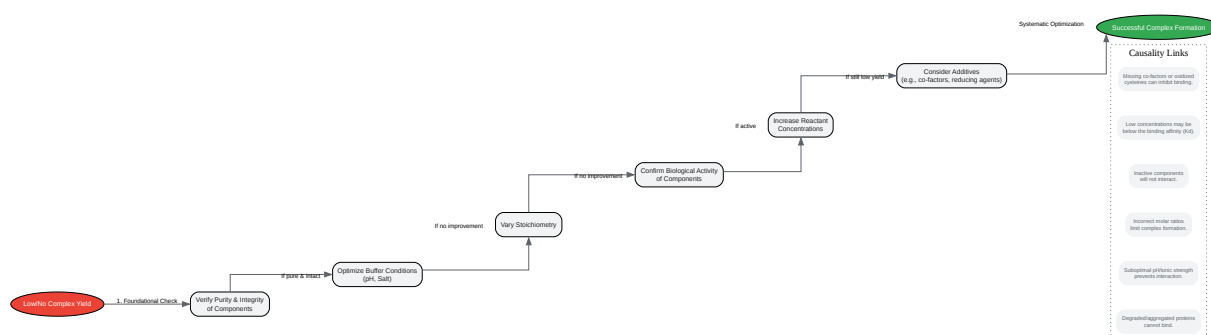 Systematic Optimization
Successful Complex Formation
Causality Links
Missing co-factors or oxidized
cysteines can inhibit binding.
Low concentrations may be
below the binding affinity (Kd).
Inactive components
will not interact.
Incorrect molar ratios
limit complex formation.
Suboptimal pH/ionic strength
prevents interaction.
Degraded/aggregated proteins
cannot bind.
Consider Additives
(e.g., co-factors, reducing agents)
If still low yield
Increase Reactant
Concentrations
If active
Confirm Biological Activity
of Components
If no improvement
Vary Stoichiometry
If no improvement
Optimize Buffer Conditions
(pH, Salt)
If pure & intact
Verify Purity & Integrity
of Components
1. Foundational Check
Low/No Complex Yield